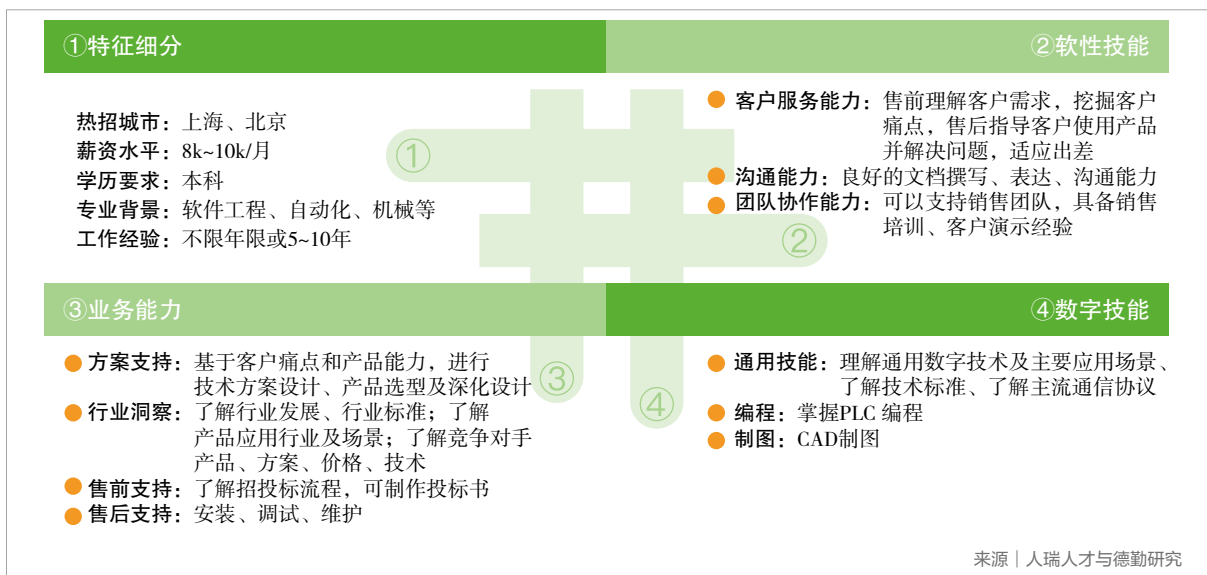 ①特征细分
②软性技能
热招城市：上海、北京
薪资水平：8k~10k/月
学历要求：本科
专业背景：软件工程、自动化、机械等
工作经验：不限年限或5~10年
①
客户服务能力：售前理解客户需求，挖掘客户
痛点，售后指导客户使用产品
并解决问题，适应出差
沟通能力：良好的文档撰写、表达、沟通能力
团队协作能力：可以支持销售团队，具备销售
培训、客户演示经验
②
③业务能力
④数字技能
方案支持：基于客户痛点和产品能力，进行
技术方案设计、产品选型及深化设计
行业洞察：了解行业发展、行业标准；了解
产品应用行业及场景；了解竞争对手
产品、方案、价格、技术
售前支持：了解招投标流程，可制作投标书
售后支持：安装、调试、维护
③
④
通用技能：理解通用数字技术及主要应用场景、
了解技术标准、了解主流通信协议
编程：掌握PLC 编程
制图：CAD制图
来源｜人瑞人才与德勤研究